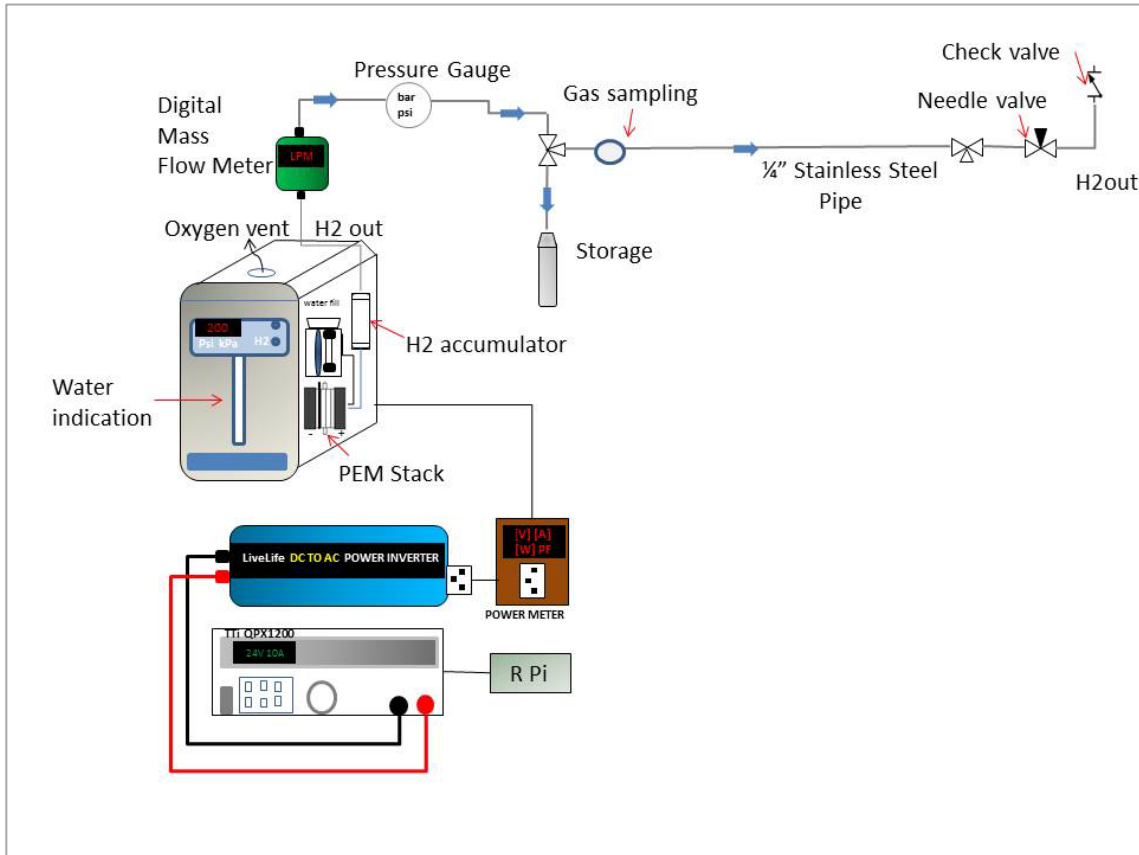 Check valve
Pressure Gauge
Gas sampling
Needle valve
bar
psi
Digital
Mass
Flow Meter
LPM
¼” Stainless Steel
Pipe
H2out
Oxygen vent
H2 out
Storage
water fill
200
Psi kPa
H2
H2 accumulator
Water
indication
- +
PEM Stack
[V] [A]
[W] PF
LiveLife DC TO AC POWER INVERTER
POWER METER
TTi QPX1200
24V 10A
R Pi